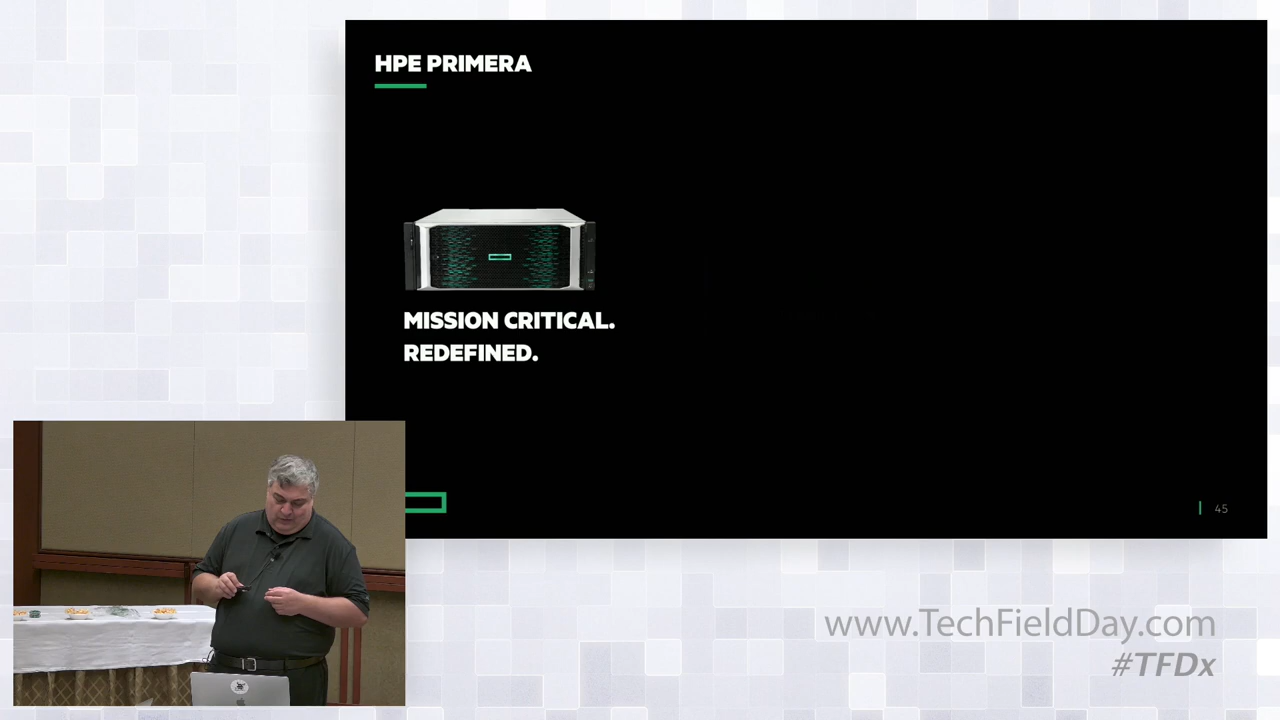 HPE PRIMERA
MISSION CRITICAL.
REDEFINED.
45
www.TechFieldDay.com
#TFDx